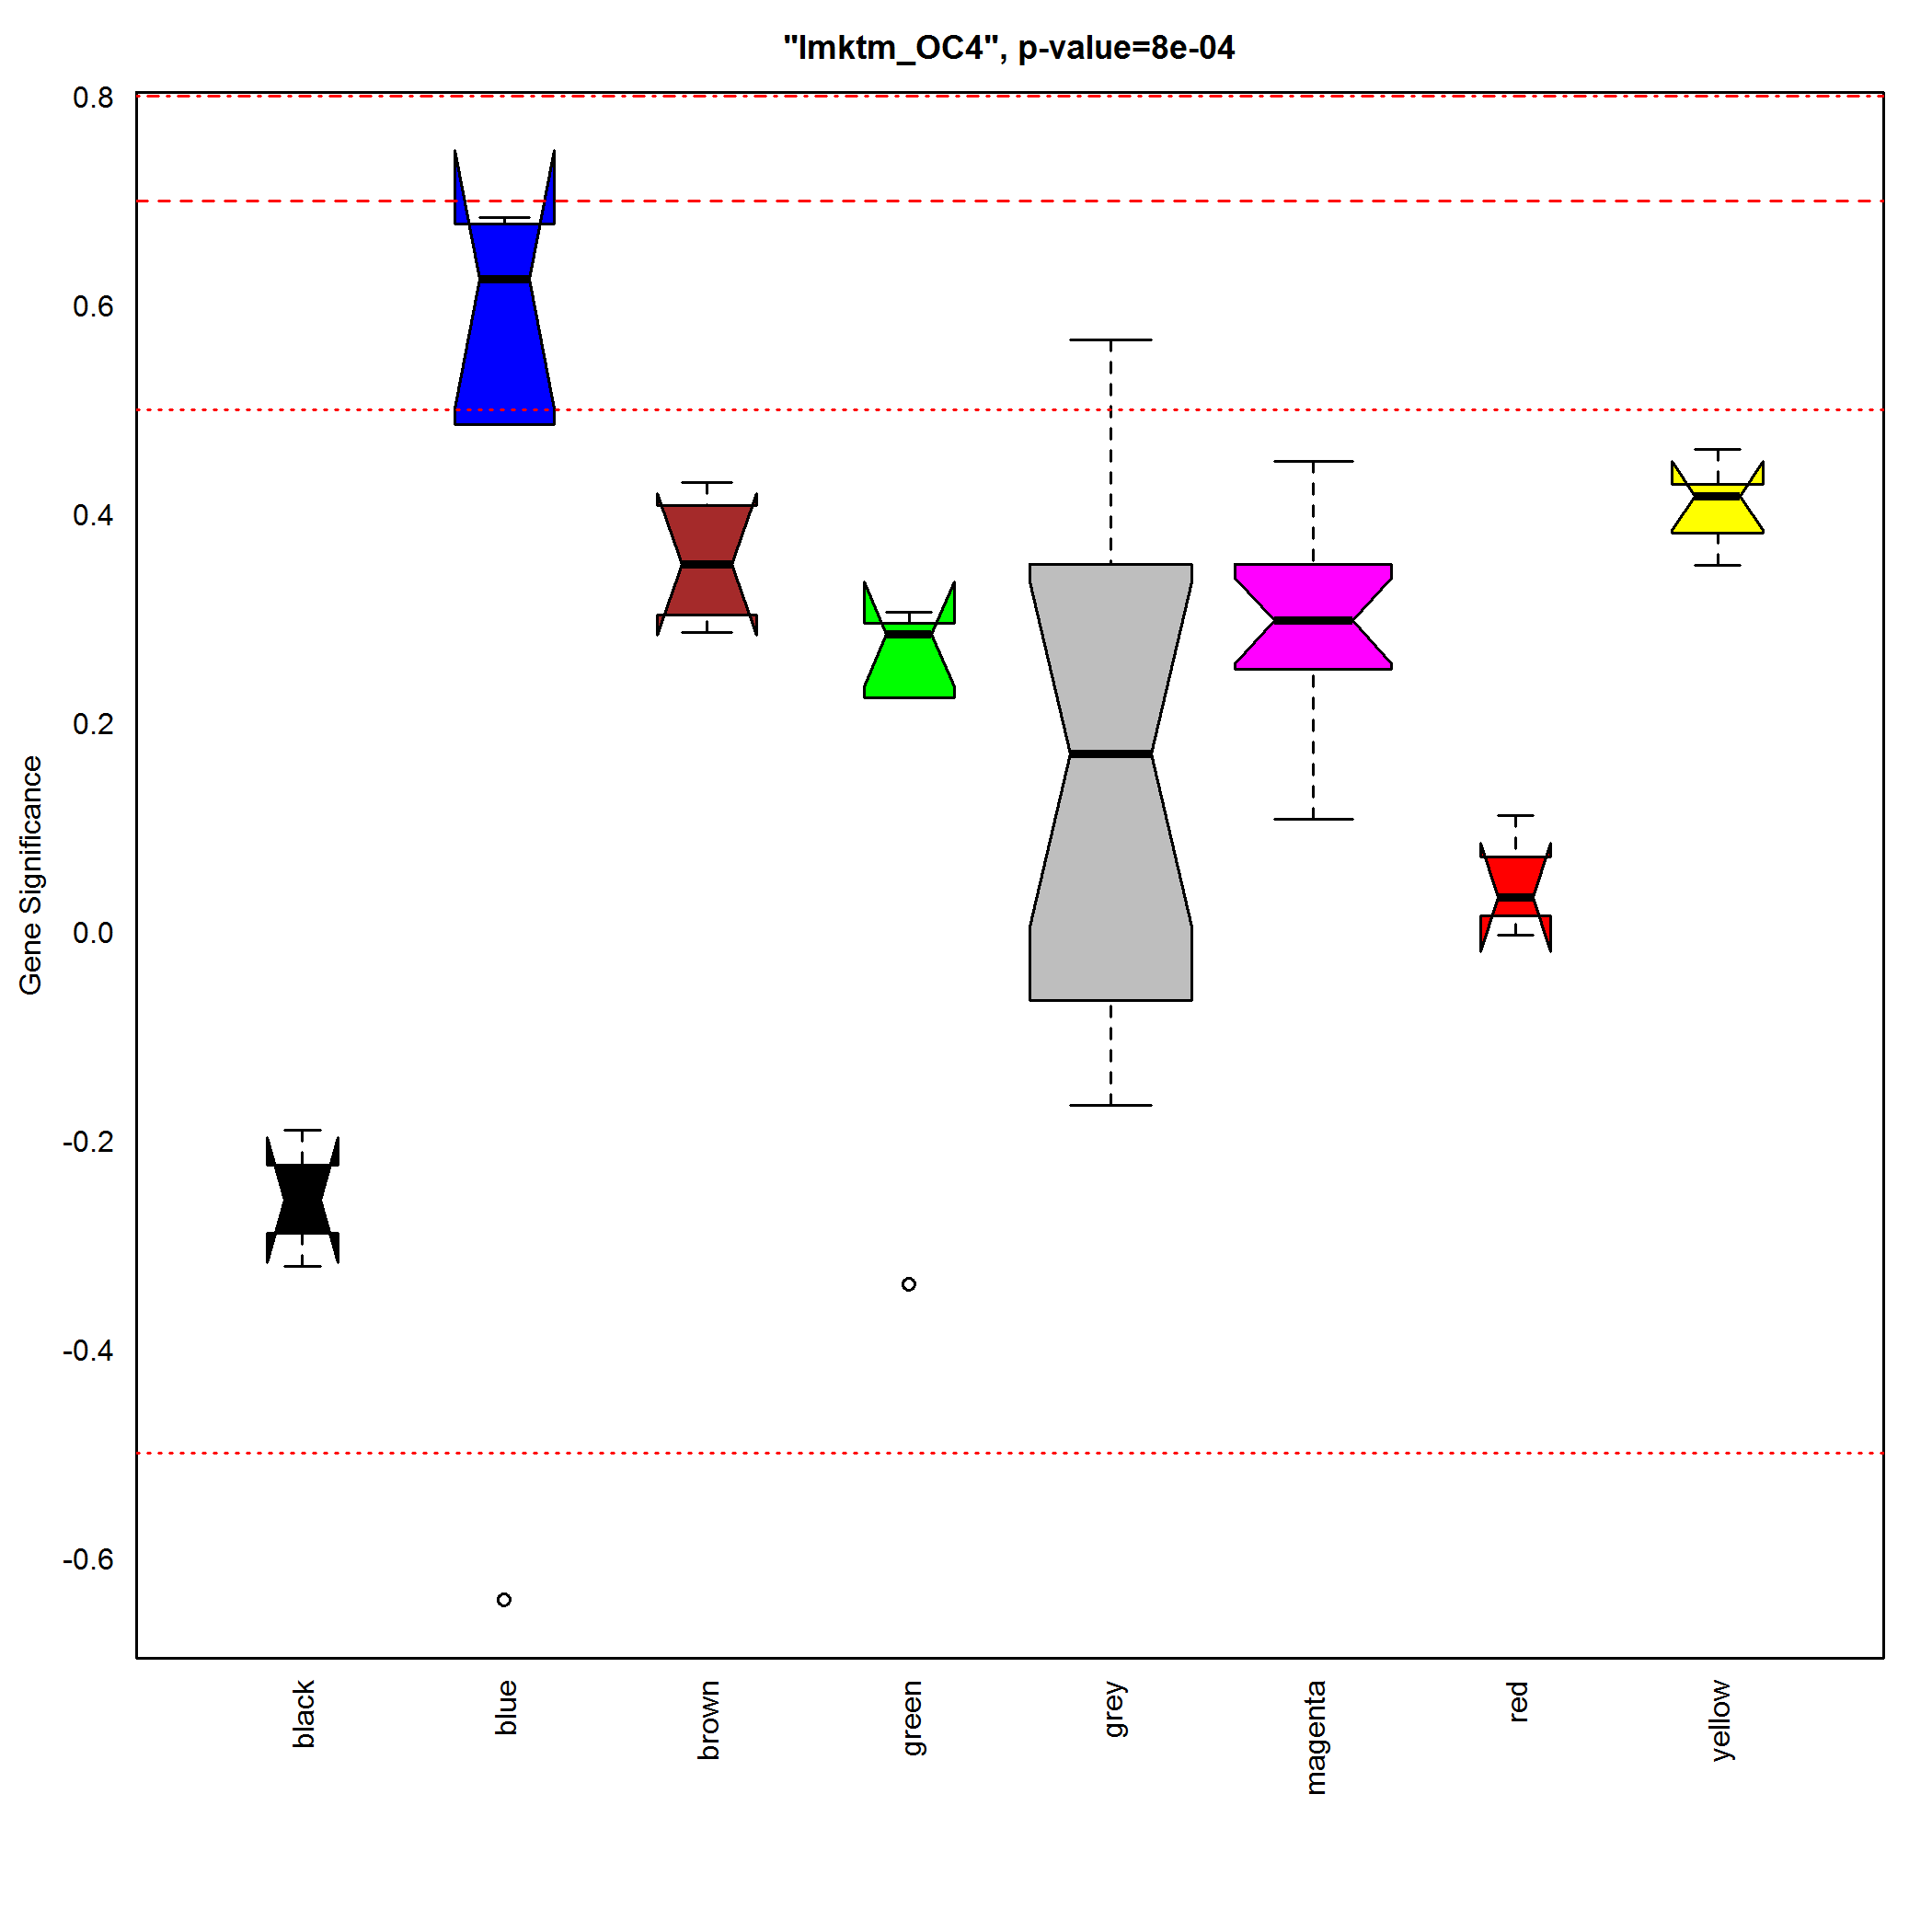 "lmktm_OC4", p-value=8e-04
Gene Significance
0.8
0.6
0.4
0.2
0.0
-0.2
-0.4
-0.6
black
blue
brown
green
grey
magenta
red
yellow